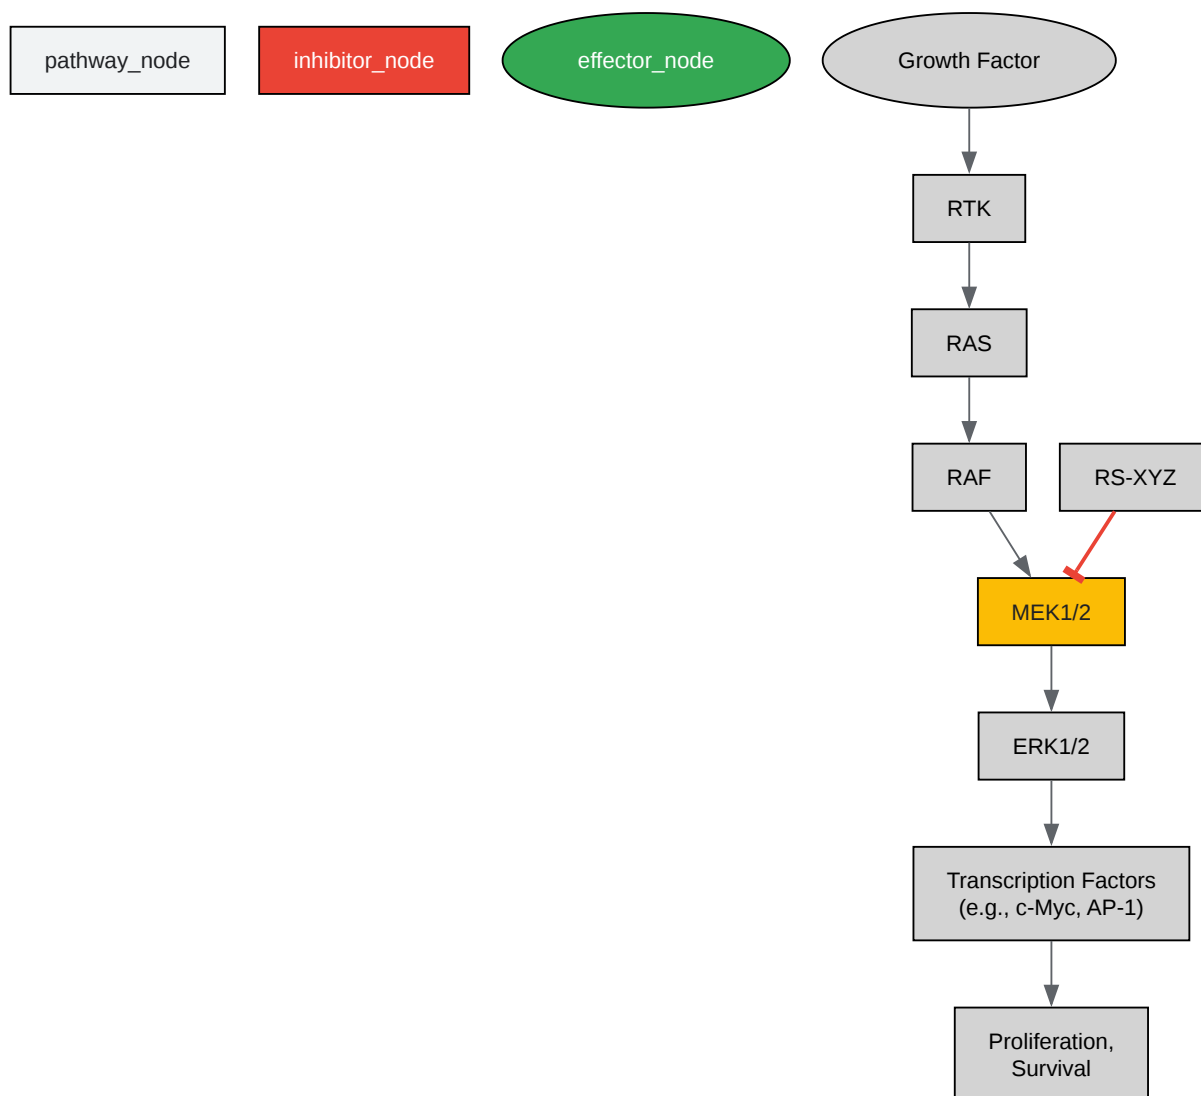 pathway_node
inhibitor_node
effector_node
Growth Factor
RTK
RAS
RAF
RS-XYZ
MEK1/2
ERK1/2
Transcription Factors
(e.g., c-Myc, AP-1)
Proliferation,
Survival